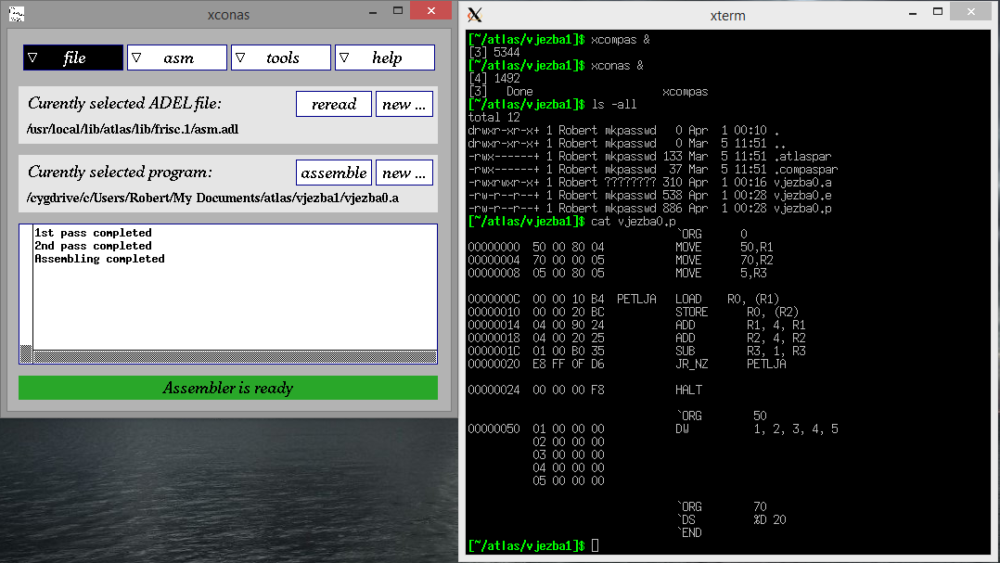 xconas
file
asm
tools
help
Curently selected ADEL file:
reread
new ...
/usr/local/lib/atlas/lib/frisc.1/asm.adl
Curently selected program:
assemble
new ...
/cygdrive/c/Users/Robert/My Documents/atlas/vjezba1/vjezba0.a
1st pass completed
2nd pass completed
Assembling completed
Assembler is ready
xterm
[~/atlas/vjezba1]$ xcompas &
[3] 5344
[~/atlas/vjezba1]$ xconas &
[4] 1492
[3]   Done                    xcompas
[~/atlas/vjezba1]$ ls -all
total 12
drwxr-xr-x+ 1 Robert mkpasswd   0 Apr  1 00:10 .
drwxr-xr-x+ 1 Robert mkpasswd   0 Mar  5 11:51 ..
-rwx------+ 1 Robert mkpasswd 133 Mar  5 11:51 .atlaspar
-rwx------+ 1 Robert mkpasswd  37 Mar  5 11:51 .compaspar
-rwxrwxr-x+ 1 Robert ???????? 310 Apr  1 00:16 vjezba0.a
-rw-r--r--+ 1 Robert mkpasswd 538 Apr  1 00:28 vjezba0.e
-rw-r--r--+ 1 Robert mkpasswd 886 Apr  1 00:28 vjezba0.p
[~/atlas/vjezba1]$ cat vjezba0.p
`ORG 0
00000000 50 00 80 04 MOVE 50,R1
00000004 70 00 00 05 MOVE 70,R2
00000008 05 00 80 05 MOVE 5,R3
0000000C 00 00 10 B4 PETLJA LOAD R0, (R1)
00000010 00 00 20 BC STORE R0, (R2)
00000014 04 00 90 24 ADD R1, 4, R1
00000018 04 00 20 25 ADD R2, 4, R2
0000001C 01 00 B0 35 SUB R3, 1, R3
00000020 E8 FF 0F D6 JR_NZ PETLJA
00000024 00 00 00 F8 HALT
`ORG 50
00000050 01 00 00 00 DW 1, 2, 3, 4, 5
02 00 00 00
03 00 00 00
04 00 00 00
05 00 00 00
`ORG 70
`DS %D 20
`END
[~/atlas/vjezba1]$